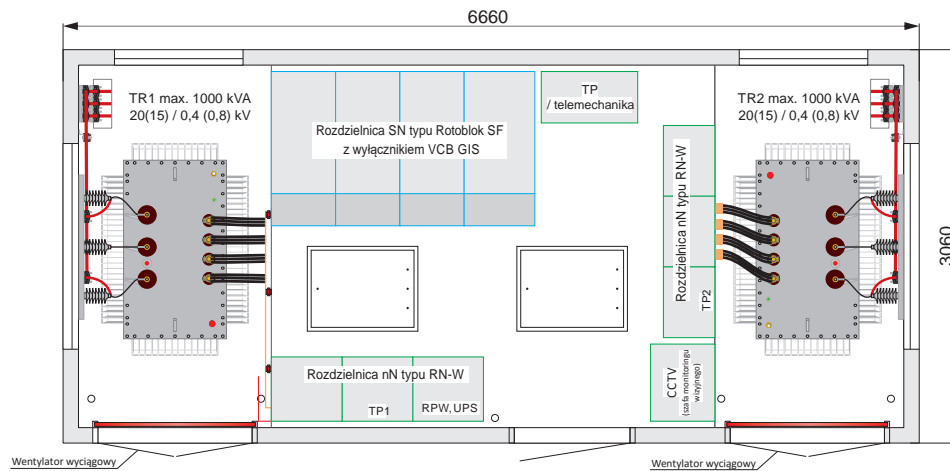 6660
TR1 max. 1000 kVA
20(15) / 0,4 (0,8) kV
Rozdzielnica SN typu Rotoblok SF
z wyłącznikiem VCB GIS
TP
/ telemechanika
TR2 max. 1000 kVA
20(15) / 0,4 (0,8) kV
Rozdzielnica nN typu RN-W
TP2
3060
Rozdzielnica nN typu RN-W
TP1
RPW, UPS
CCTV
(szafa monitoringu
wizyjnego)
Wentylator wyciągowy
Wentylator wyciągowy